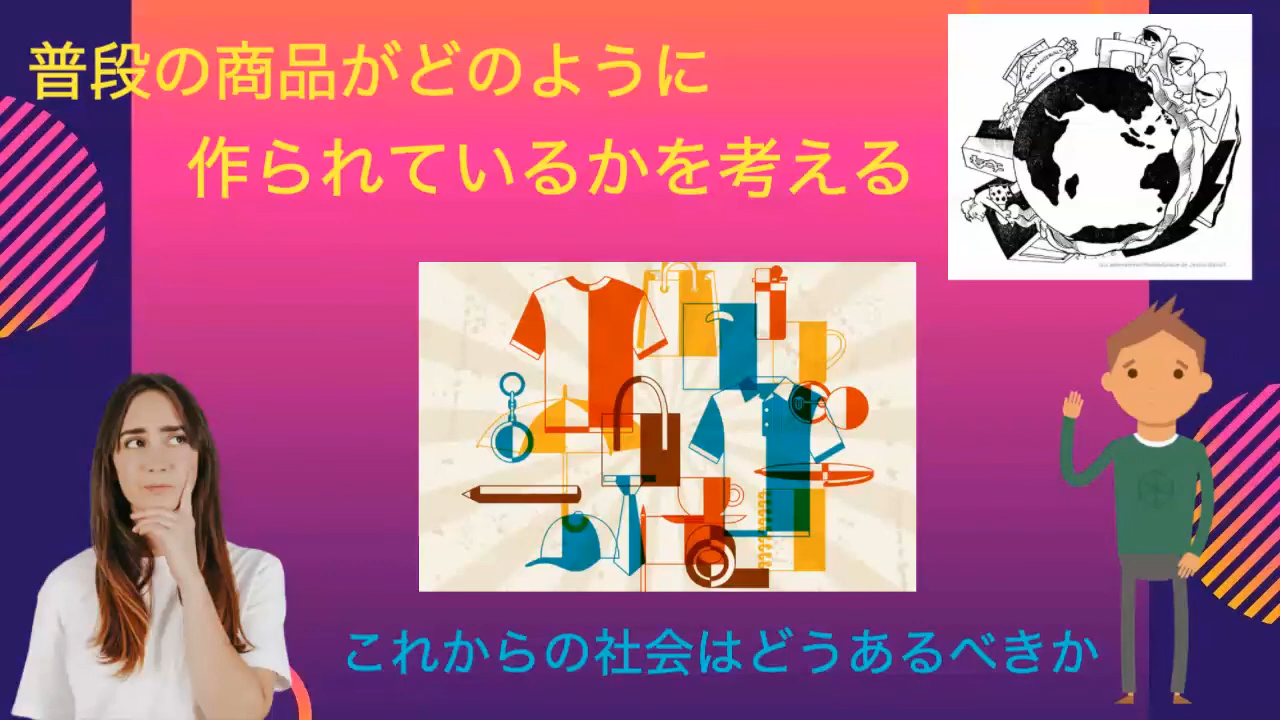 普段の商品がどのように
作られているかを考える
これからの社会はどうあるべきか